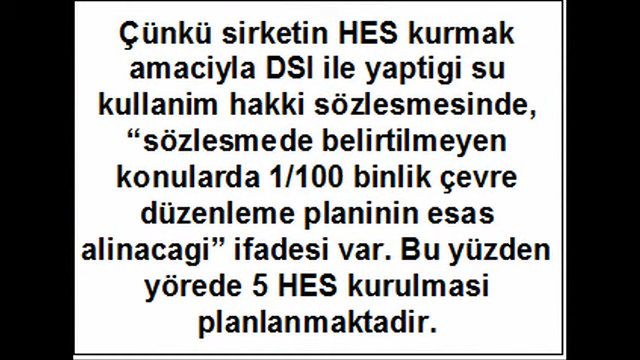 Çünkü sirketin HES kurmak
amaciyla DSI ile yaptigi su
kullanim hakki sözlesmesinde,
“sözlesmede belirtilmeyen
konularda 1/100 binlik çevre
düzenleme planinin esas
alinacagi” ifadesi var. Bu yüzden
yörede 5 HES kurulmasi
planlanmaktadir.